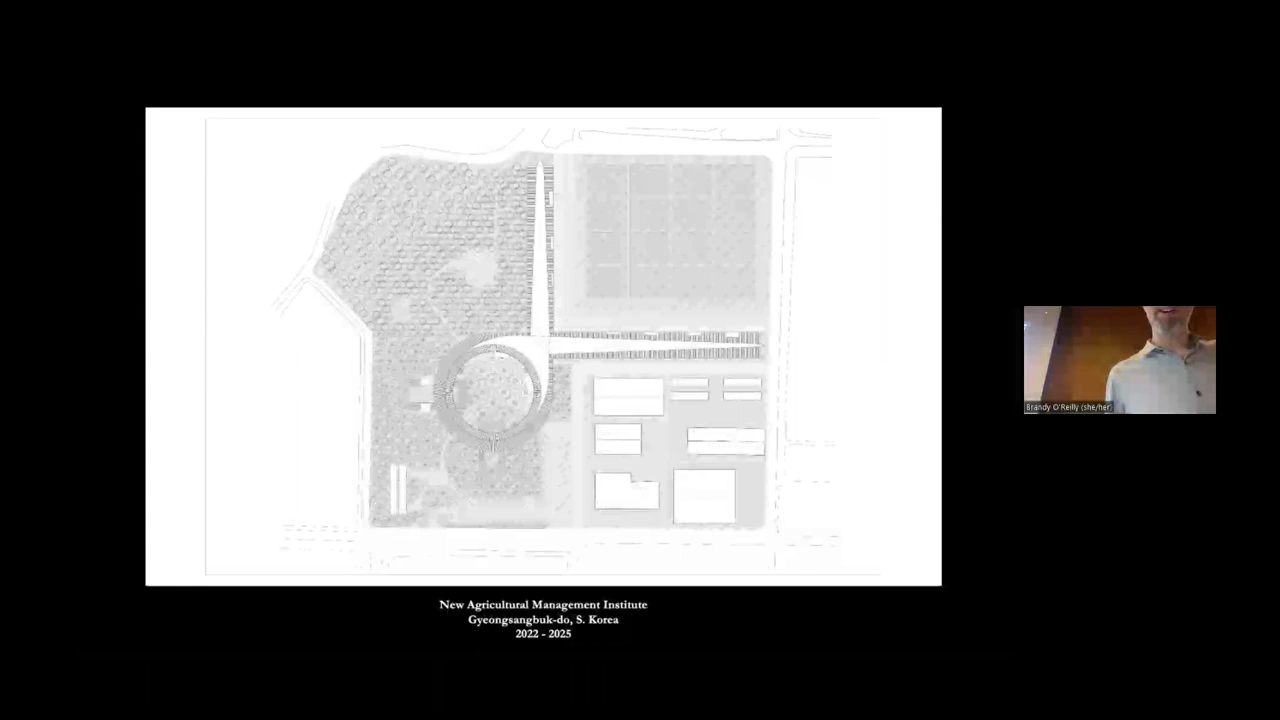 New Agricultural Management Institute
Gyeongsangbuk-do, S. Korea
2022 - 2025
Brandy O'Reilly (she/her)